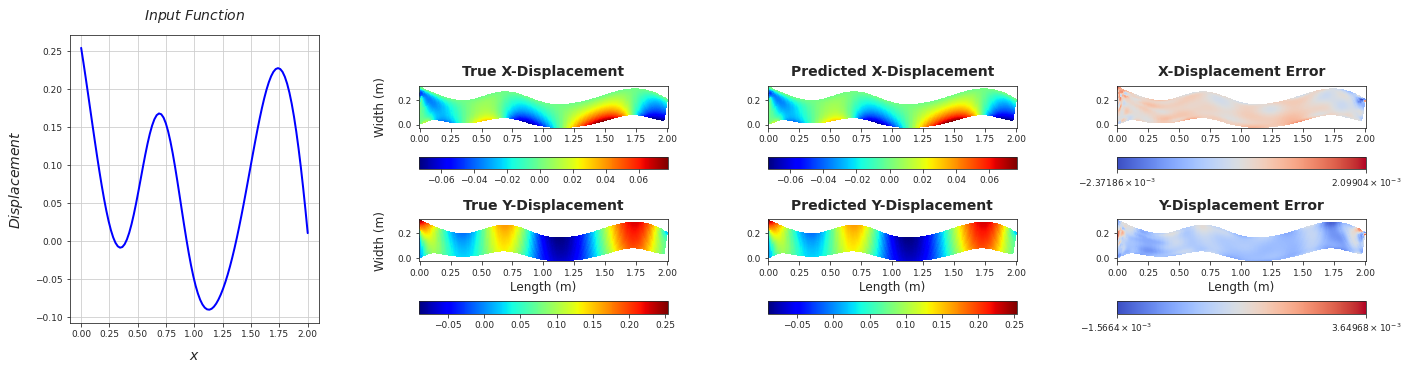 Input Function
Displacement
0.25
0.20
0.15
0.10
0.05
0.00
−0.05
−0.10
0.00 0.25 0.50 0.75 1.00 1.25 1.50 1.75 2.00
x
True X-Displacement
Width (m)
0.2
0.0
0.00 0.25 0.50 0.75 1.00 1.25 1.50 1.75 2.00
−0.06 −0.04 −0.02 0.00 0.02 0.04 0.06
Predicted X-Displacement
0.2
0.0
0.00 0.25 0.50 0.75 1.00 1.25 1.50 1.75 2.00
−0.06 −0.04 −0.02 0.00 0.02 0.04 0.06
X-Displacement Error
0.2
0.0
0.00 0.25 0.50 0.75 1.00 1.25 1.50 1.75 2.00
−2.37186 × 10⁻³ 2.09904 × 10⁻³
True Y-Displacement
Width (m)
0.2
0.0
0.00 0.25 0.50 0.75 1.00 1.25 1.50 1.75 2.00
Length (m)
−0.05 0.00 0.05 0.10 0.15 0.20 0.25
Predicted Y-Displacement
0.2
0.0
0.00 0.25 0.50 0.75 1.00 1.25 1.50 1.75 2.00
Length (m)
−0.05 0.00 0.05 0.10 0.15 0.20 0.25
Y-Displacement Error
0.2
0.0
0.00 0.25 0.50 0.75 1.00 1.25 1.50 1.75 2.00
Length (m)
−1.5664 × 10⁻³ 3.64968 × 10⁻³